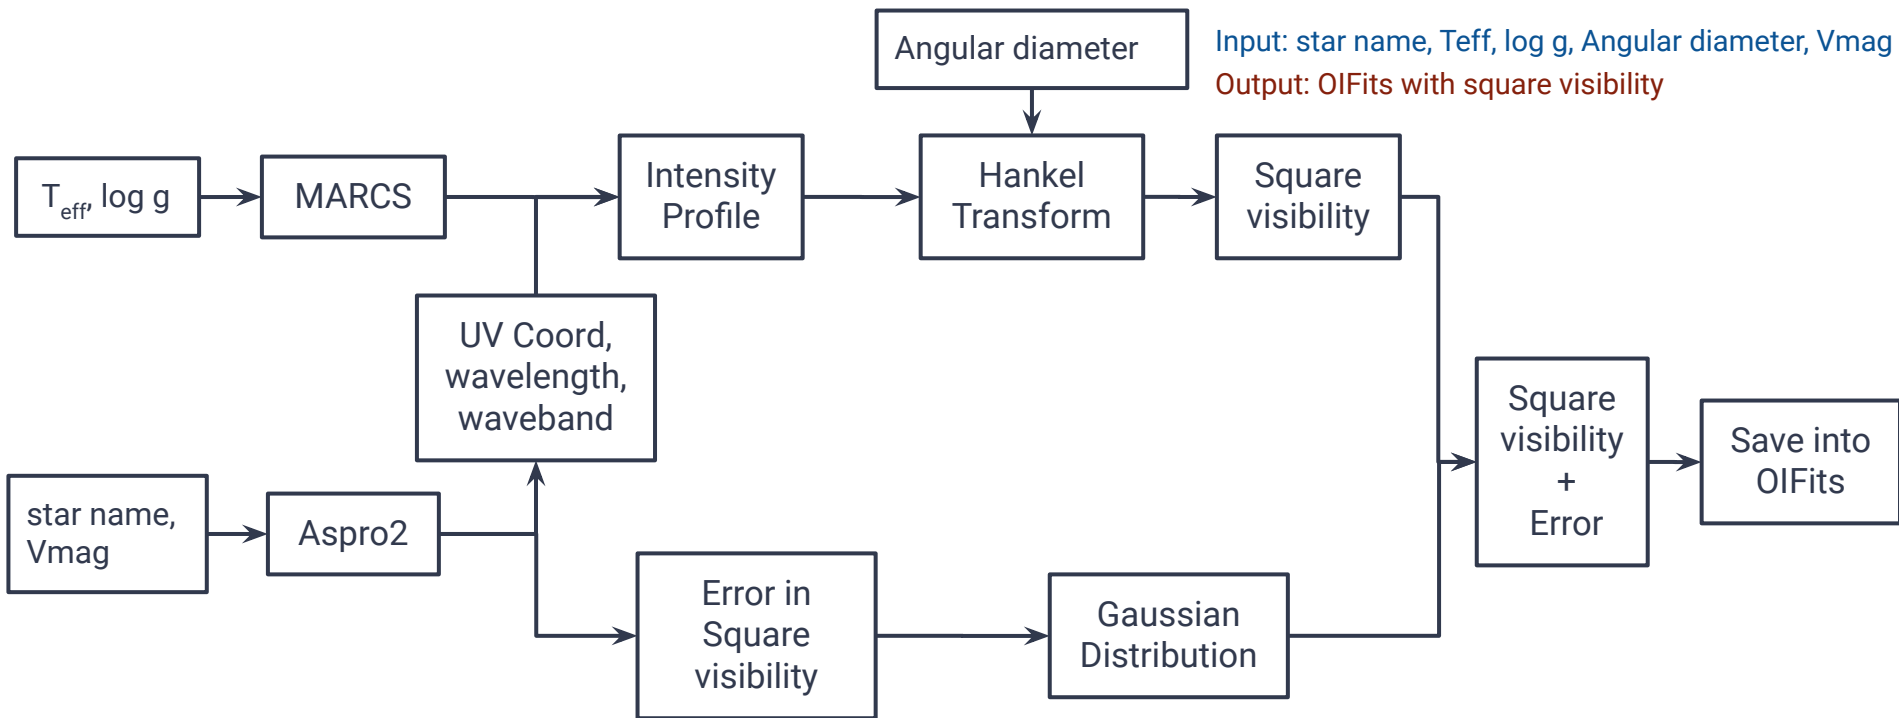 Angular diameter
Input: star name, Teff, log g, Angular diameter, Vmag
Output: OIFits with square visibility
Teff, log g
MARCS
Intensity
Profile
Hankel
Transform
Square
visibility
UV Coord,
wavelength,
waveband
Square
visibility
+
Error
Save into
OIFits
star name,
Vmag
Aspro2
Error in
Square
visibility
Gaussian
Distribution